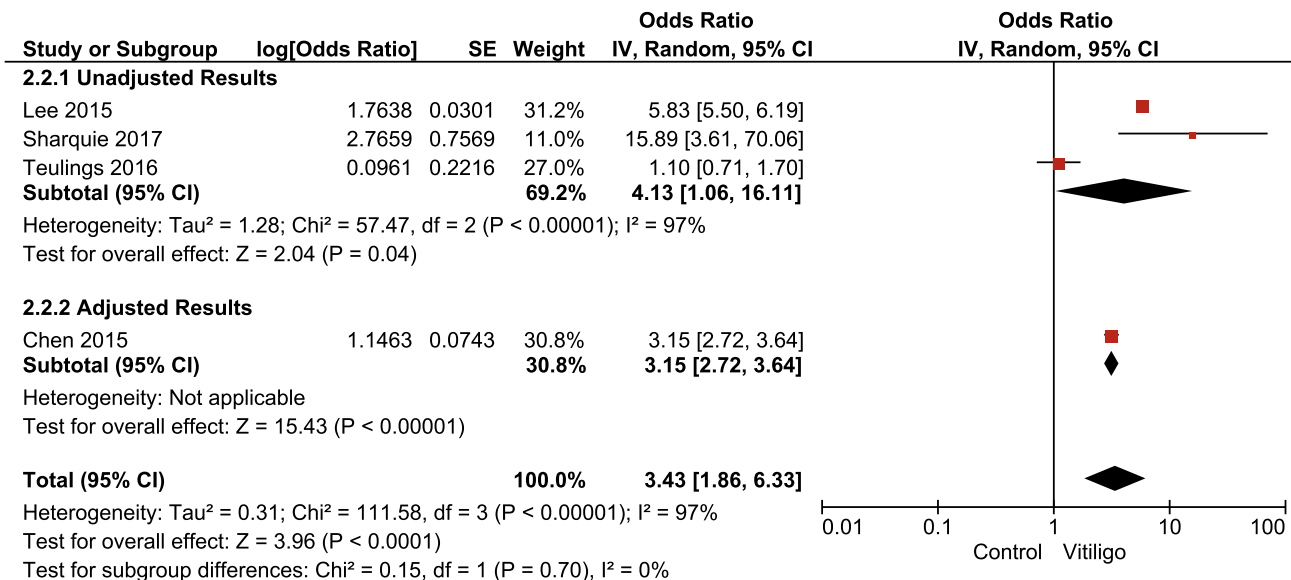 Odds Ratio Odds Ratio
Study or Subgroup log[Odds Ratio] SE Weight IV, Random, 95% CI IV, Random, 95% CI
2.2.1 Unadjusted Results
Lee 2015 1.7638 0.0301 31.2% 5.83 [5.50, 6.19]
Sharquie 2017 2.7659 0.7569 11.0% 15.89 [3.61, 70.06]
Teulings 2016 0.0961 0.2216 27.0% 1.10 [0.71, 1.70]
Subtotal (95% CI) 69.2% 4.13 [1.06, 16.11]
Heterogeneity: Tau² = 1.28; Chi² = 57.47, df = 2 (P < 0.00001); I² = 97%
Test for overall effect: Z = 2.04 (P = 0.04)
2.2.2 Adjusted Results
Chen 2015 1.1463 0.0743 30.8% 3.15 [2.72, 3.64]
Subtotal (95% CI) 30.8% 3.15 [2.72, 3.64]
Heterogeneity: Not applicable
Test for overall effect: Z = 15.43 (P < 0.00001)
Total (95% CI) 100.0% 3.43 [1.86, 6.33]
Heterogeneity: Tau² = 0.31; Chi² = 111.58, df = 3 (P < 0.00001); I² = 97%
Test for overall effect: Z = 3.96 (P < 0.0001)
Test for subgroup differences: Chi² = 0.15, df = 1 (P = 0.70), I² = 0%
0.01 0.1 1 10 100
Control Vitiligo